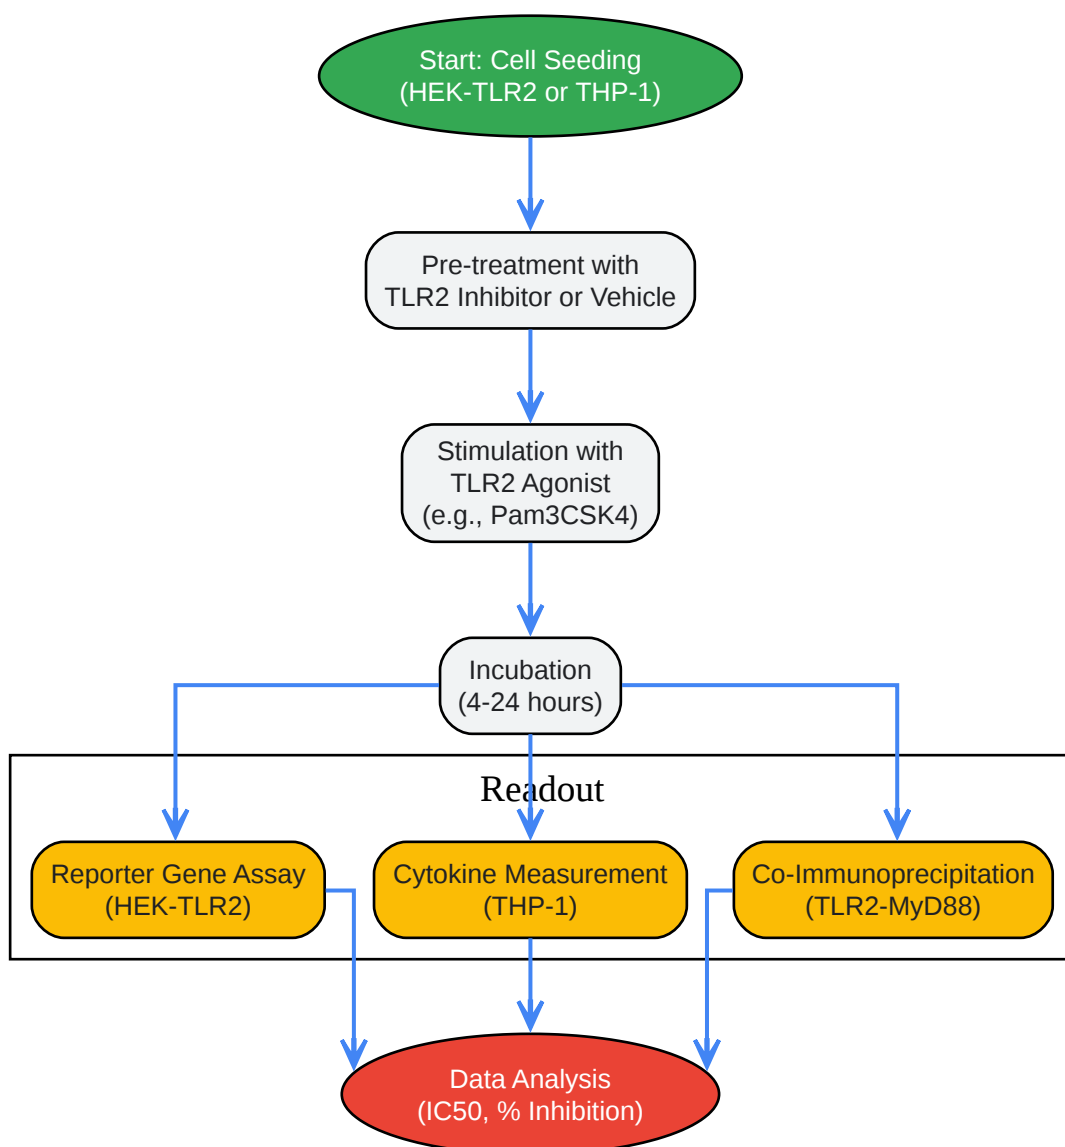 Start: Cell Seeding
(HEK-TLR2 or THP-1)
Pre-treatment with
TLR2 Inhibitor or Vehicle
Stimulation with
TLR2 Agonist
(e.g., Pam3CSK4)
Incubation
(4-24 hours)
Readout
Reporter Gene Assay
(HEK-TLR2)
Cytokine Measurement
(THP-1)
Co-Immunoprecipitation
(TLR2-MyD88)
Data Analysis
(IC50, % Inhibition)